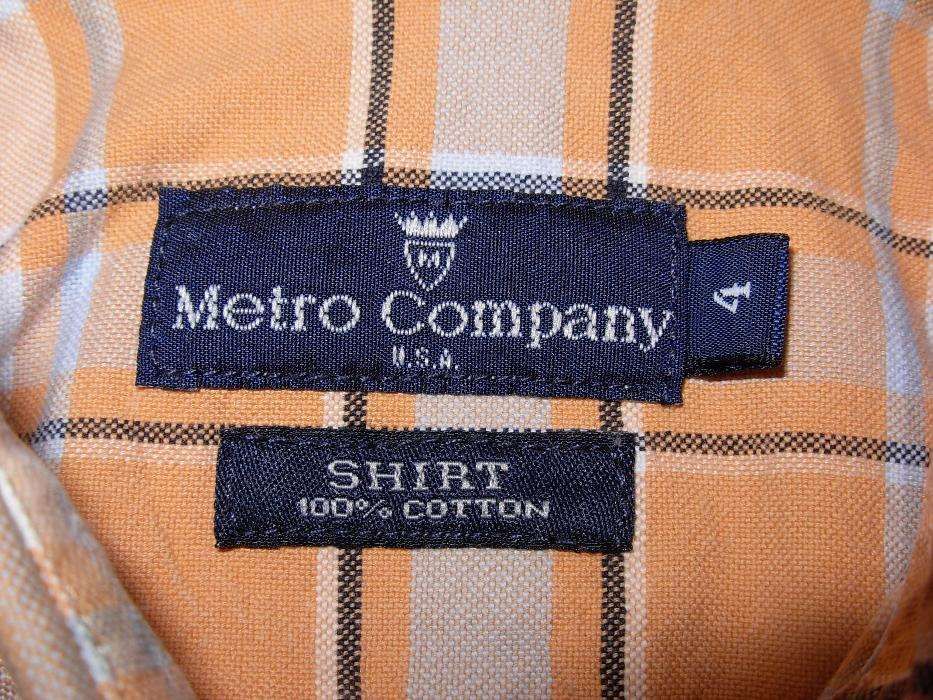 M
Metro Company
U.S.A.
4
SHIRT
100% COTTON